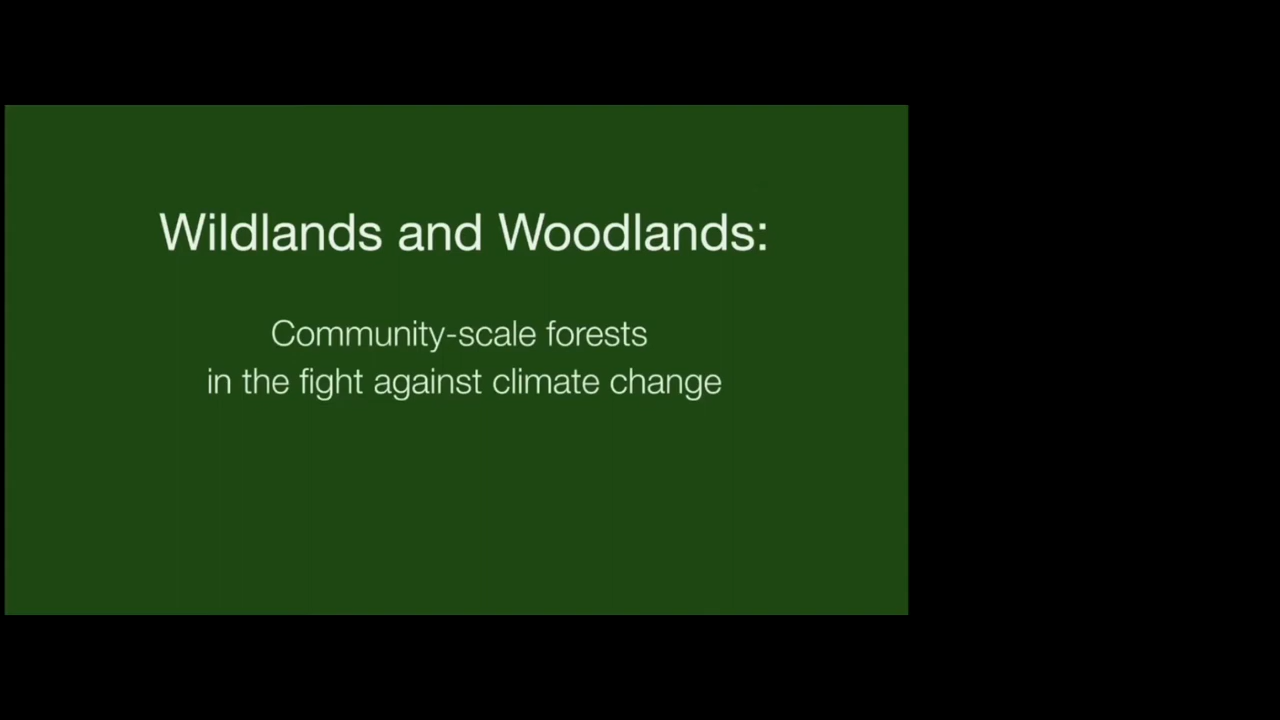 Wildlands and Woodlands:
Community-scale forests
in the fight against climate change